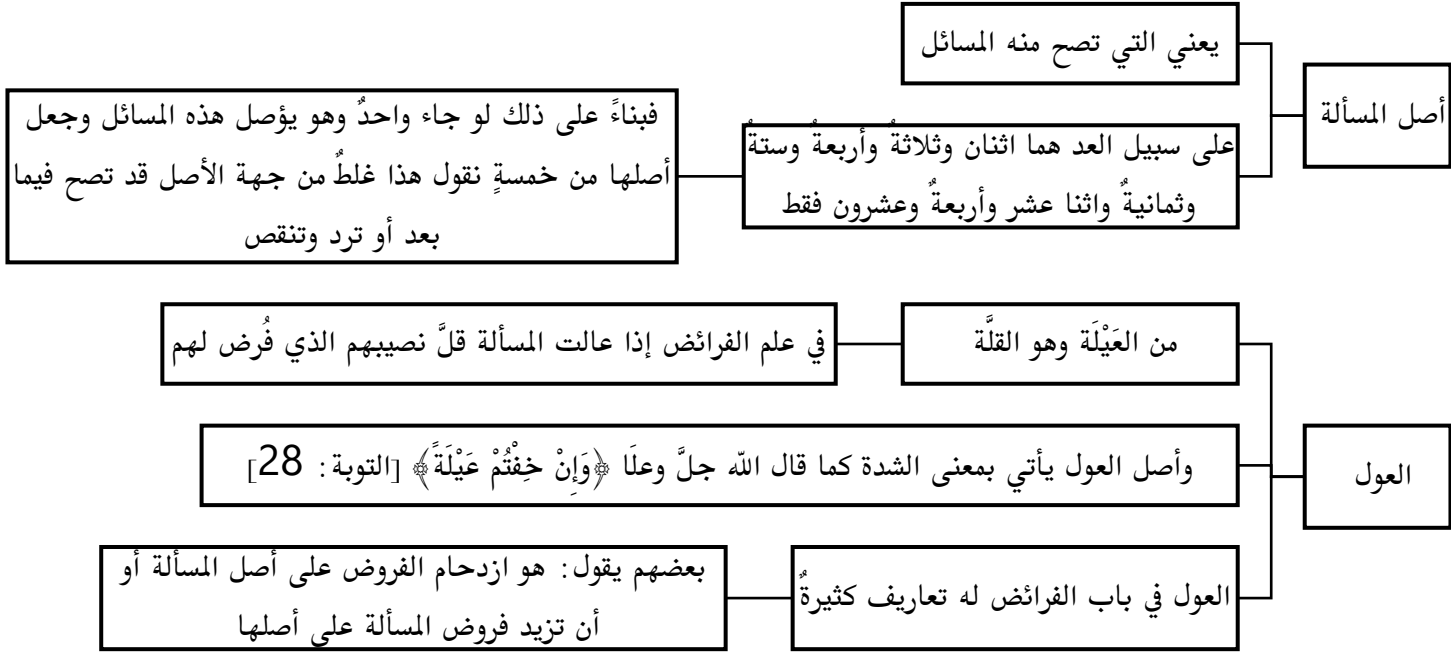 أصل المسألة
يعني التي تصح منه المسائل
على سبيل العد هما اثنان وثلاثةٌ وأربعةٌ وستةٌ
وثمانيةٌ واثنا عشر وأربعةٌ وعشرون فقط
فبناءً على ذلك لو جاء واحدٌ وهو يؤصل هذه المسائل وجعل
أصلها من خمسةٍ نقول هذا غلطٌ من جهة الأصل قد تصح فيما
بعد أو ترد وتنقص
العول
من العَيْلَة وهو القلَّة
في علم الفرائض إذا عالت المسألة قلَّ نصيبهم الذي فُرض لهم
وأصل العول يأتي بمعنى الشدة كما قال الله جلَّ وعلَا ﴿وَإِنْ خِفْتُمْ عَيْلَةً﴾ [التوبة: 28]
العول في باب الفرائض له تعاريف كثيرةٌ
بعضهم يقول: هو ازدحام الفروض على أصل المسألة أو
أن تزيد فروض المسألة على أصلها